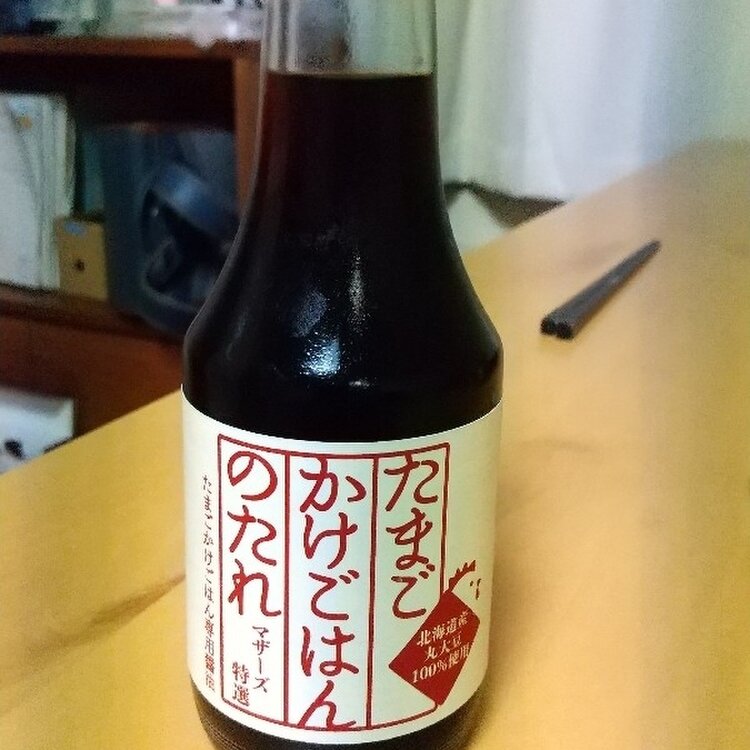 たまご
かけごはん
のたれ
マザーズ
特選
たまごかけごはん専用醤油
北海道産
丸大豆
100%使用